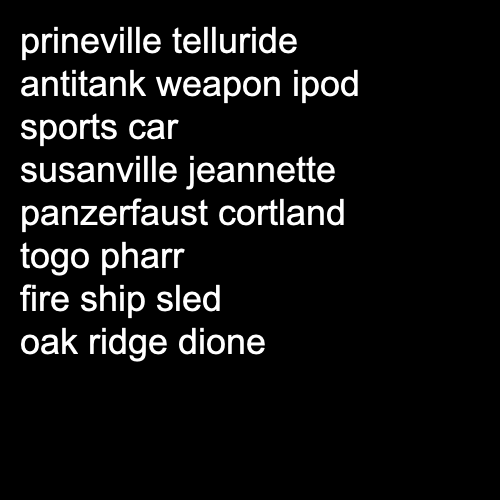 prineville telluride
antitank weapon ipod
sports car
susanville jeannette
panzerfaust cortland
togo pharr
fire ship sled
oak ridge dione